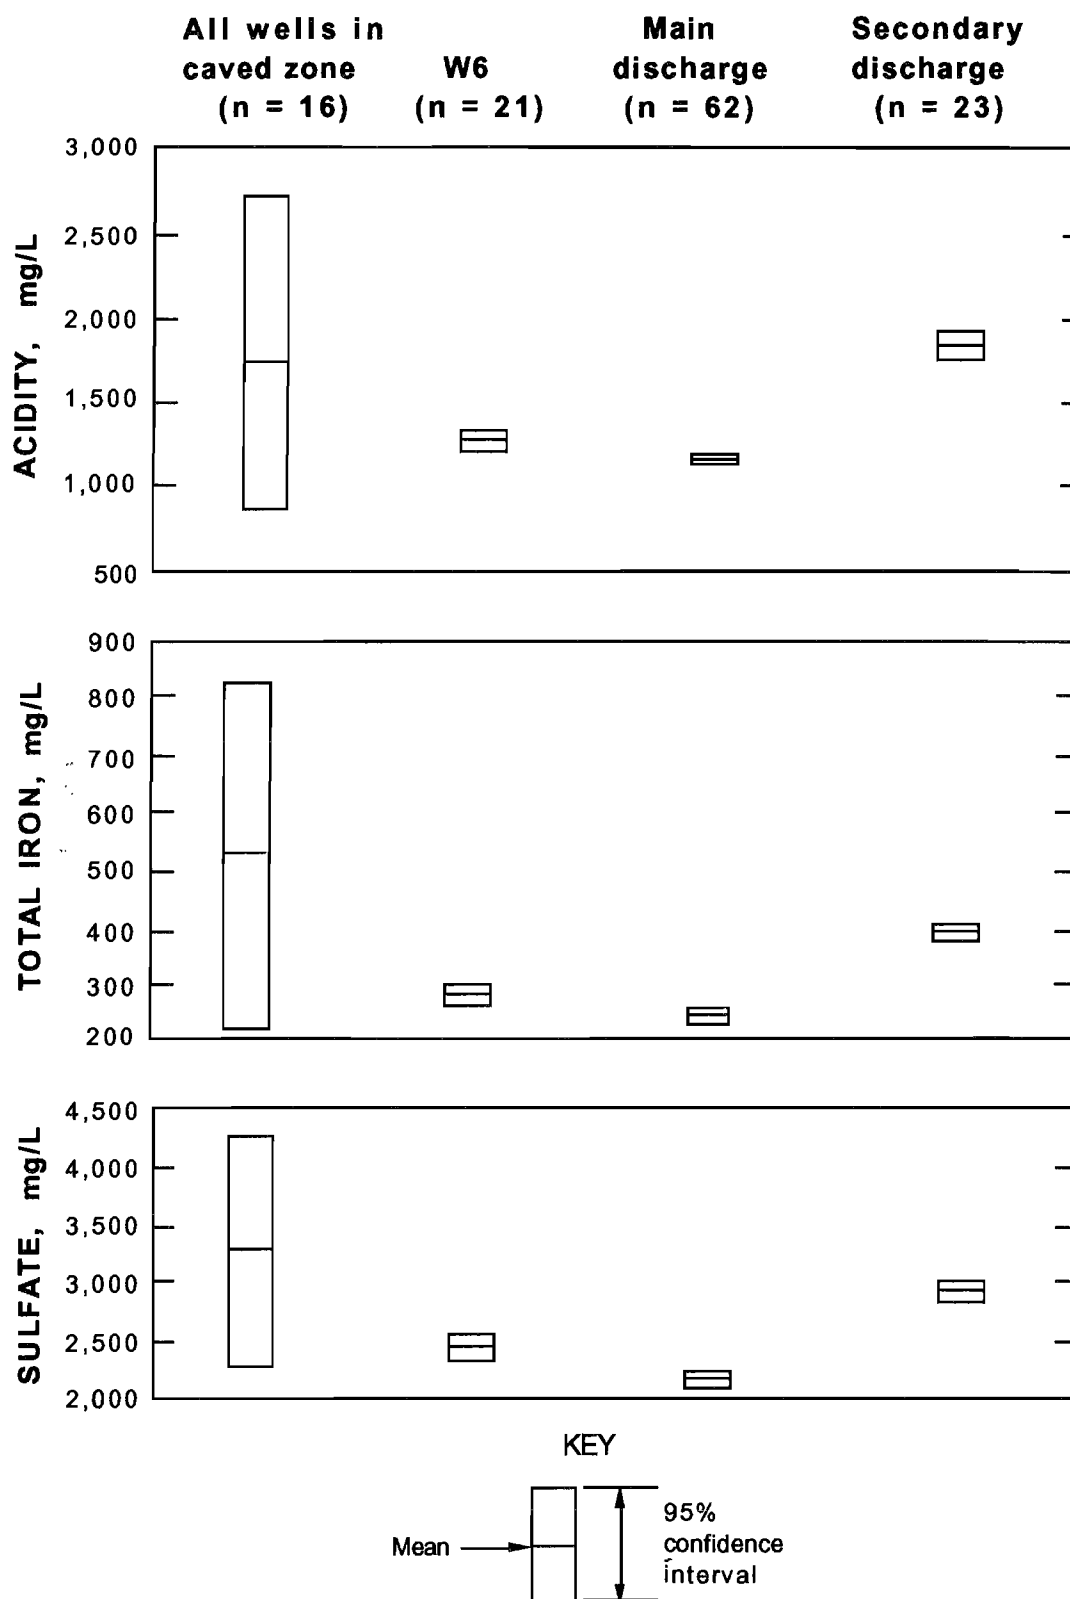 All wells in
caved zone
(n = 16)
W6
(n = 21)
Main
discharge
(n = 62)
Secondary
discharge
(n = 23)
ACIDITY, mg/L
3,000
2,500
2,000
1,500
1,000
500
TOTAL IRON, mg/L
900
800
700
600
500
400
300
200
SULFATE, mg/L
4,500
4,000
3,500
3,000
2,500
2,000
KEY
Mean
95%
confidence
interval